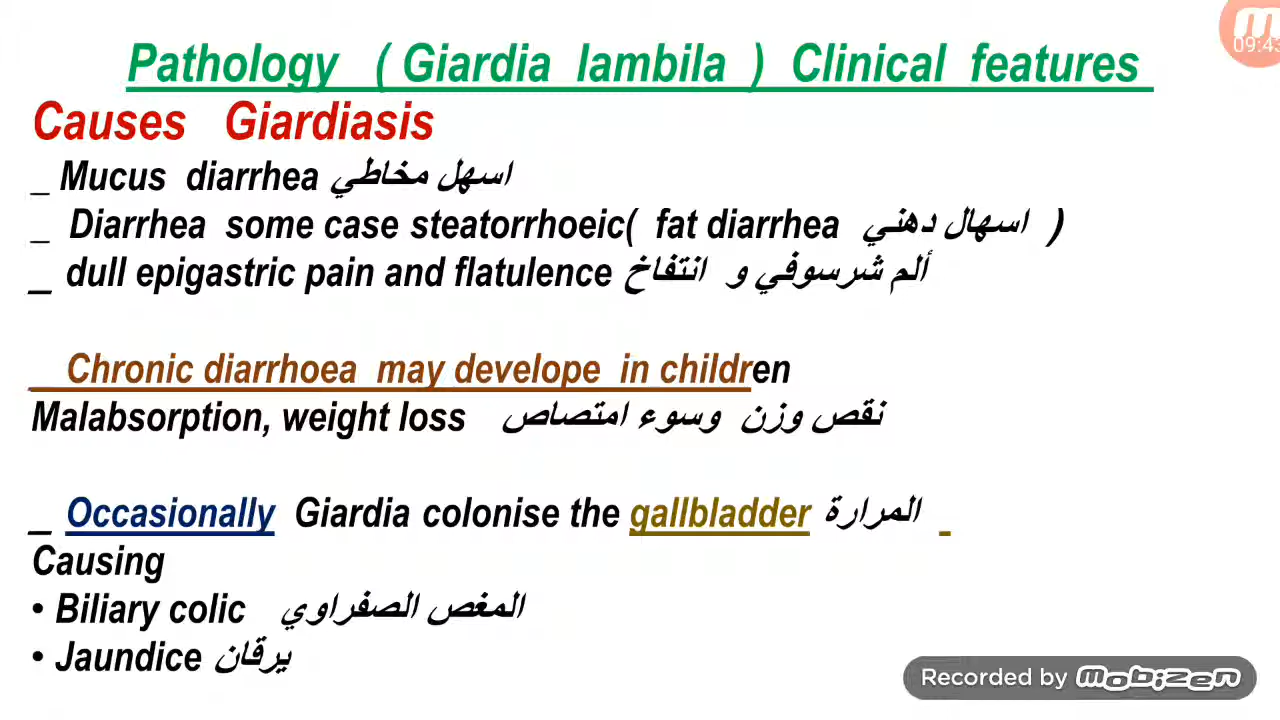 09:43
Pathology ( Giardia lambila ) Clinical features
Causes Giardiasis
_ Mucus diarrhea اسهل مخاطي
_ Diarrhea some case steatorrhoeic( fat diarrhea اسهال دهني )
_ dull epigastric pain and flatulence ألم شرسوفي و انتفاخ
_ Chronic diarrhoea may develope in children
Malabsorption, weight loss نقص وزن وسوء امتصاص
_ Occasionally Giardia colonise the gallbladder المرارة _
Causing
• Biliary colic المغص الصفراوي
• Jaundice يرقان
Recorded by mobizen